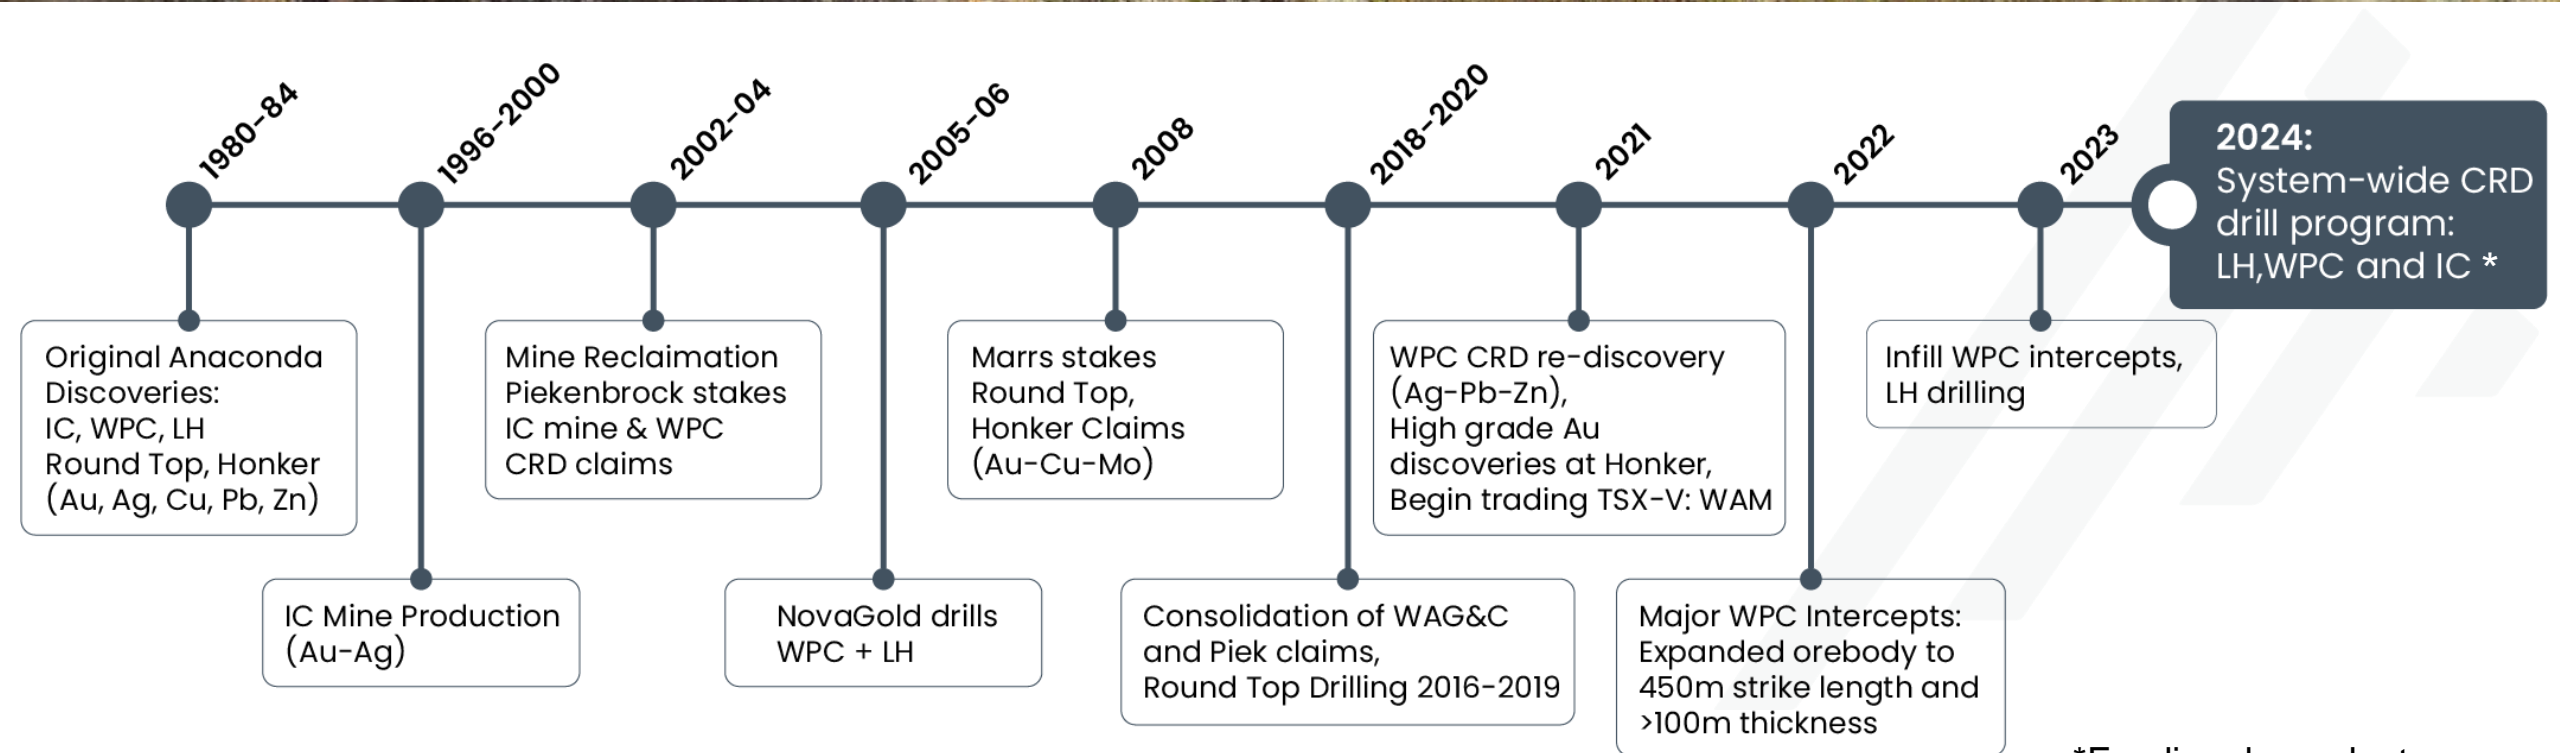 1980-84
1996-2000
2002-04
2005-06
2008
2018-2020
2021
2022
2023
2024:
System-wide CRD
drill program:
LH,WPC and IC *
Original Anaconda
Discoveries:
IC, WPC, LH
Round Top, Honker
(Au, Ag, Cu, Pb, Zn)
Mine Reclaimation
Piekenbrock stakes
IC mine & WPC
CRD claims
Marrs stakes
Round Top,
Honker Claims
(Au-Cu-Mo)
WPC CRD re-discovery
(Ag-Pb-Zn),
High grade Au
discoveries at Honker,
Begin trading TSX-V: WAM
Infill WPC intercepts,
LH drilling
IC Mine Production
(Au-Ag)
NovaGold drills
WPC + LH
Consolidation of WAG&C
and Piek claims,
Round Top Drilling 2016-2019
Major WPC Intercepts:
Expanded orebody to
450m strike length and
>100m thickness